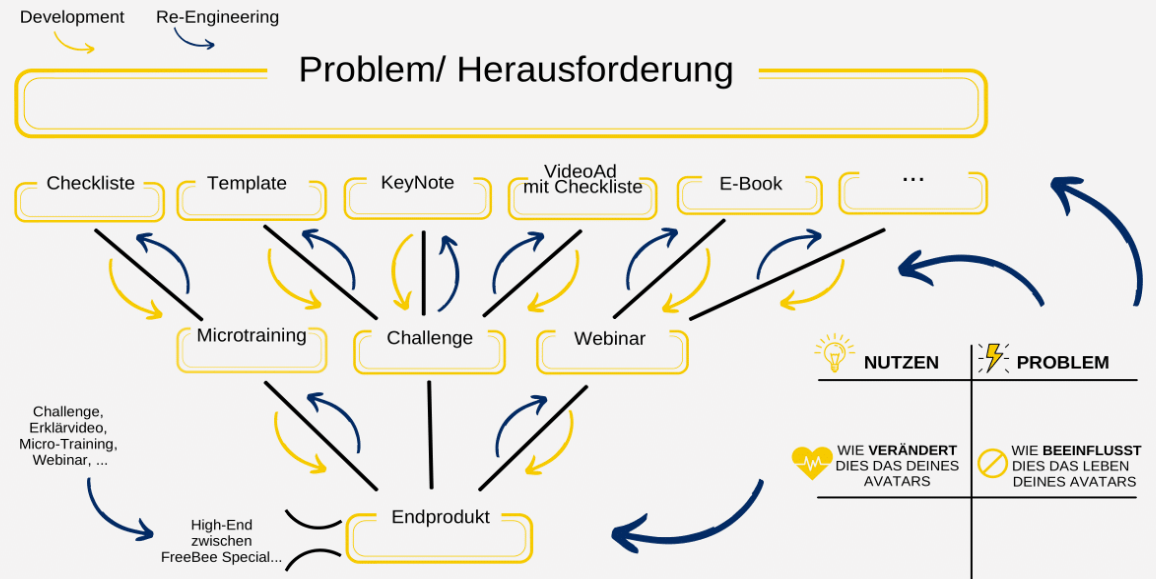 Development
Re-Engineering
Problem/ Herausforderung
Checkliste
Template
KeyNote
VideoAd
mit Checkliste
E-Book
...
Microtraining
Challenge
Webinar
NUTZEN
PROBLEM
Challenge,
Erklärvideo,
Micro-Training,
Webinar, ...
WIE VERÄNDERT
DIES DAS DEINES
AVATARS
WIE BEEINFLUSST
DIES DAS LEBEN
DEINES AVATARS
High-End
zwischen
FreeBee Special...
Endprodukt